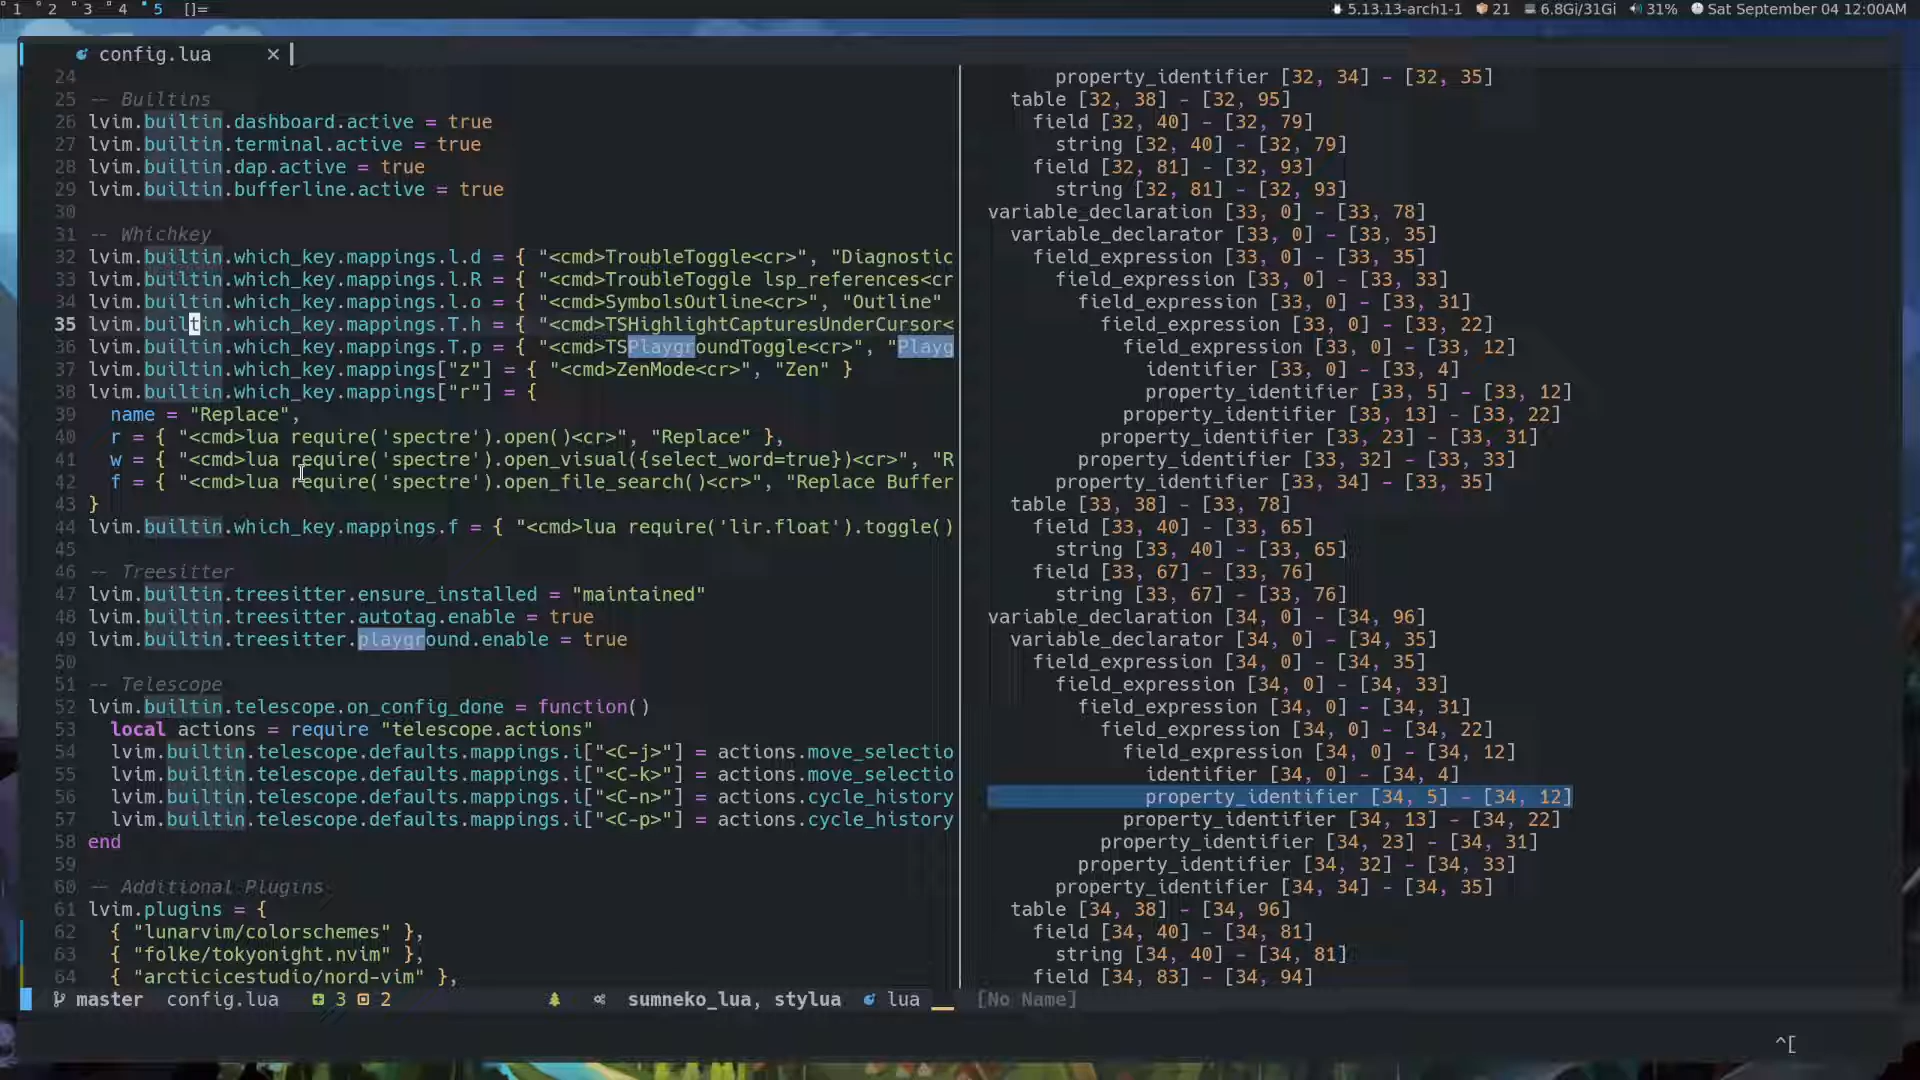 1 2 3 4 5 []= 5.13.13-arch1-1 21 6.8Gi/31Gi 31% Sat September 04 12:00AM
config.lua ×
24
25 -- Builtins
26 lvim.builtin.dashboard.active = true
27 lvim.builtin.terminal.active = true
28 lvim.builtin.dap.active = true
29 lvim.builtin.bufferline.active = true
30
31 -- Whichkey
32 lvim.builtin.which_key.mappings.l.d = { "<cmd>TroubleToggle<cr>", "Diagnostic
33 lvim.builtin.which_key.mappings.l.R = { "<cmd>TroubleToggle lsp_references<cr
34 lvim.builtin.which_key.mappings.l.o = { "<cmd>SymbolsOutline<cr>", "Outline"
35 lvim.builtin.which_key.mappings.T.h = { "<cmd>TSHighlightCapturesUnderCursor<
36 lvim.builtin.which_key.mappings.T.p = { "<cmd>TSPlaygroundToggle<cr>", "Playg
37 lvim.builtin.which_key.mappings["z"] = { "<cmd>ZenMode<cr>", "Zen" }
38 lvim.builtin.which_key.mappings["r"] = {
39 name = "Replace",
40 r = { "<cmd>lua require('spectre').open()<cr>", "Replace" },
41 w = { "<cmd>lua require('spectre').open_visual({select_word=true})<cr>", "R
42 f = { "<cmd>lua require('spectre').open_file_search()<cr>", "Replace Buffer
43 }
44 lvim.builtin.which_key.mappings.f = { "<cmd>lua require('lir.float').toggle()
45
46 -- Treesitter
47 lvim.builtin.treesitter.ensure_installed = "maintained"
48 lvim.builtin.treesitter.autotag.enable = true
49 lvim.builtin.treesitter.playground.enable = true
50
51 -- Telescope
52 lvim.builtin.telescope.on_config_done = function()
53 local actions = require "telescope.actions"
54 lvim.builtin.telescope.defaults.mappings.i["<C-j>"] = actions.move_selectio
55 lvim.builtin.telescope.defaults.mappings.i["<C-k>"] = actions.move_selectio
56 lvim.builtin.telescope.defaults.mappings.i["<C-n>"] = actions.cycle_history
57 lvim.builtin.telescope.defaults.mappings.i["<C-p>"] = actions.cycle_history
58 end
59
60 -- Additional Plugins
61 lvim.plugins = {
62 { "lunarvim/colorschemes" },
63 { "folke/tokyonight.nvim" },
64 { "arcticicestudio/nord-vim" },
master config.lua 3 2 sumneko_lua, stylua lua
property_identifier [32, 34] - [32, 35]
table [32, 38] - [32, 95]
field [32, 40] - [32, 79]
string [32, 40] - [32, 79]
field [32, 81] - [32, 93]
string [32, 81] - [32, 93]
variable_declaration [33, 0] - [33, 78]
variable_declarator [33, 0] - [33, 35]
field_expression [33, 0] - [33, 35]
field_expression [33, 0] - [33, 33]
field_expression [33, 0] - [33, 31]
field_expression [33, 0] - [33, 22]
field_expression [33, 0] - [33, 12]
identifier [33, 0] - [33, 4]
property_identifier [33, 5] - [33, 12]
property_identifier [33, 13] - [33, 22]
property_identifier [33, 23] - [33, 31]
property_identifier [33, 32] - [33, 33]
property_identifier [33, 34] - [33, 35]
table [33, 38] - [33, 78]
field [33, 40] - [33, 65]
string [33, 40] - [33, 65]
field [33, 67] - [33, 76]
string [33, 67] - [33, 76]
variable_declaration [34, 0] - [34, 96]
variable_declarator [34, 0] - [34, 35]
field_expression [34, 0] - [34, 35]
field_expression [34, 0] - [34, 33]
field_expression [34, 0] - [34, 31]
field_expression [34, 0] - [34, 22]
field_expression [34, 0] - [34, 12]
identifier [34, 0] - [34, 4]
property_identifier [34, 5] - [34, 12]
property_identifier [34, 13] - [34, 22]
property_identifier [34, 23] - [34, 31]
property_identifier [34, 32] - [34, 33]
property_identifier [34, 34] - [34, 35]
table [34, 38] - [34, 96]
field [34, 40] - [34, 81]
string [34, 40] - [34, 81]
field [34, 83] - [34, 94]
[No Name]
^[